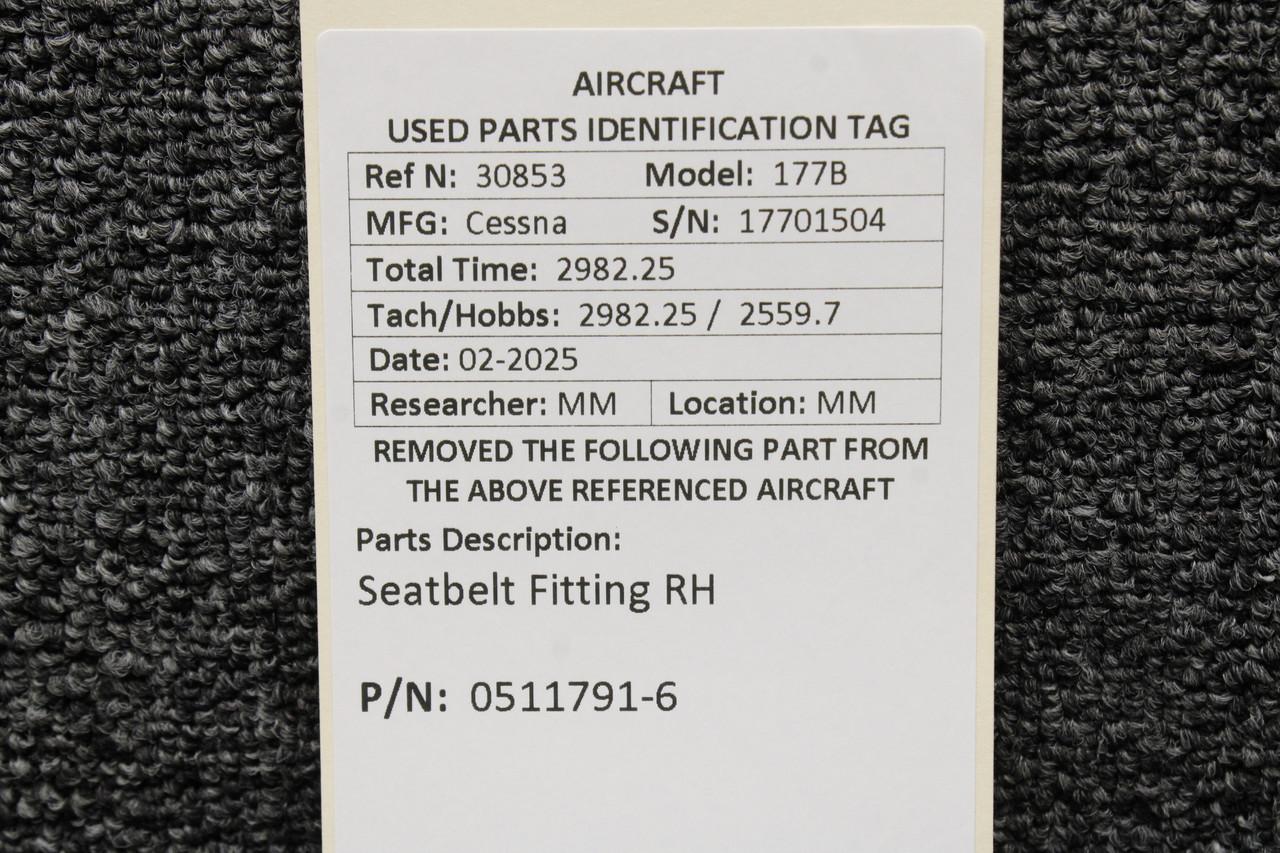 AIRCRAFT
USED PARTS IDENTIFICATION TAG
Ref N: 30853 Model: 177B
MFG: Cessna S/N: 17701504
Total Time: 2982.25
Tach/Hobbs: 2982.25 / 2559.7
Date: 02-2025
Researcher: MM Location: MM
REMOVED THE FOLLOWING PART FROM
THE ABOVE REFERENCED AIRCRAFT
Parts Description:
Seatbelt Fitting RH
P/N: 0511791-6